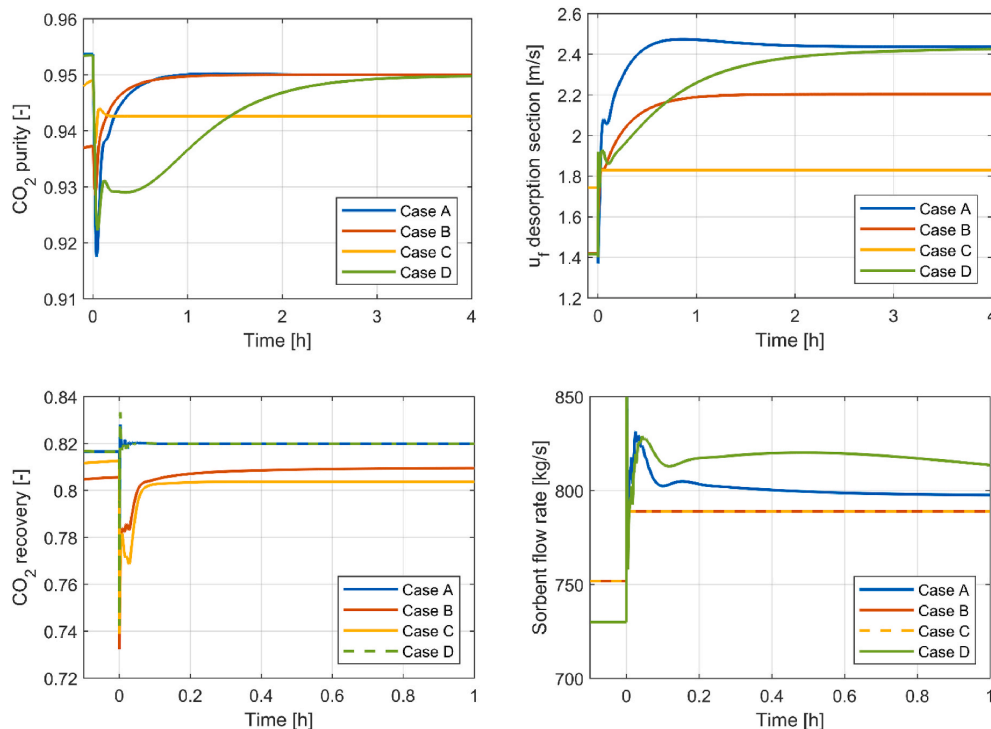 0.96
0.95
0.94
0.93
0.92
0.91
CO2 purity [-]
0 1 2 3 4
Time [h]
Case A
Case B
Case C
Case D
2.6
2.4
2.2
2
1.8
1.6
1.4
1.2
uf desorption section [m/s]
0 1 2 3 4
Time [h]
Case A
Case B
Case C
Case D
0.84
0.82
0.8
0.78
0.76
0.74
0.72
CO2 recovery [-]
0 0.2 0.4 0.6 0.8 1
Time [h]
Case A
Case B
Case C
Case D
850
800
750
700
Sorbent flow rate [kg/s]
0 0.2 0.4 0.6 0.8 1
Time [h]
Case A
Case B
Case C
Case D